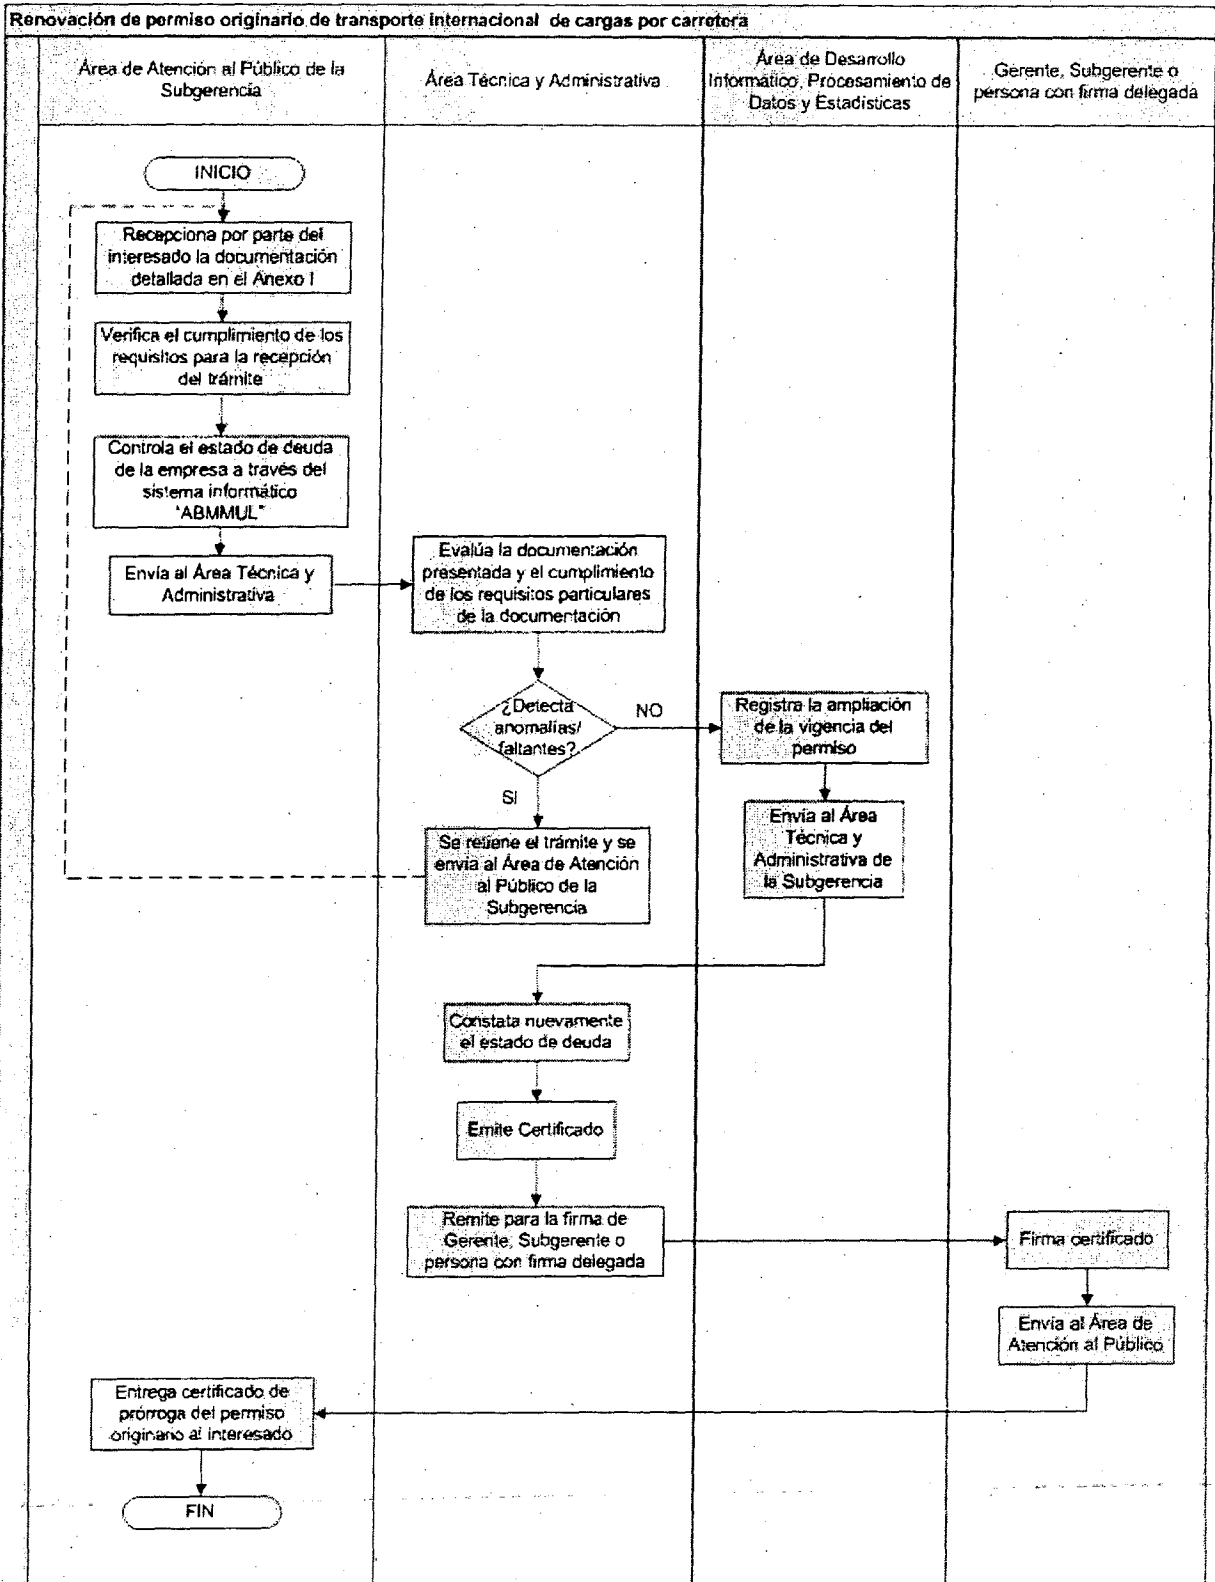 Renovación de permiso originario de transporte internacional de cargas por carretera
Área de Atención al Público de la
Subgerencia
Área Técnica y Administrativa
Área de Desarrollo
Informático, Procesamiento de
Datos y Estadísticas
Gerente, Subgerente o
persona con firma delegada
INICIO
Recepciona por parte del
interesado la documentación
detallada en el Anexo I
Verifica el cumplimiento de los
requisitos para la recepción
del trámite
Controla el estado de deuda
de la empresa a través del
sistema informático
"ABMMUL"
Envía al Área Técnica y
Administrativa
Evalúa la documentación
presentada y el cumplimiento
de los requisitos particulares
de la documentación
¿Detecta
anomalías/
faltantes?
NO
SI
Registra la ampliación
de la vigencia del
permiso
Envía al Área
Técnica y
Administrativa de
la Subgerencia
Se retiene el trámite y se
envía al Área de Atención
al Público de la
Subgerencia
Constata nuevamente
el estado de deuda
Emite Certificado
Remite para la firma de
Gerente, Subgerente o
persona con firma delegada
Firma certificado
Envía al Área de
Atención al Público
Entrega certificado de
prórroga del permiso
originario al interesado
FIN